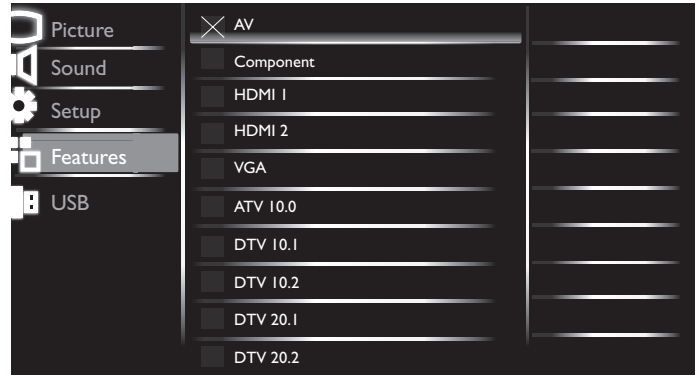 Picture
Sound
Setup
Features
USB
AV
Component
HDMI 1
HDMI 2
VGA
ATV 10.0
DTV 10.1
DTV 10.2
DTV 20.1
DTV 20.2